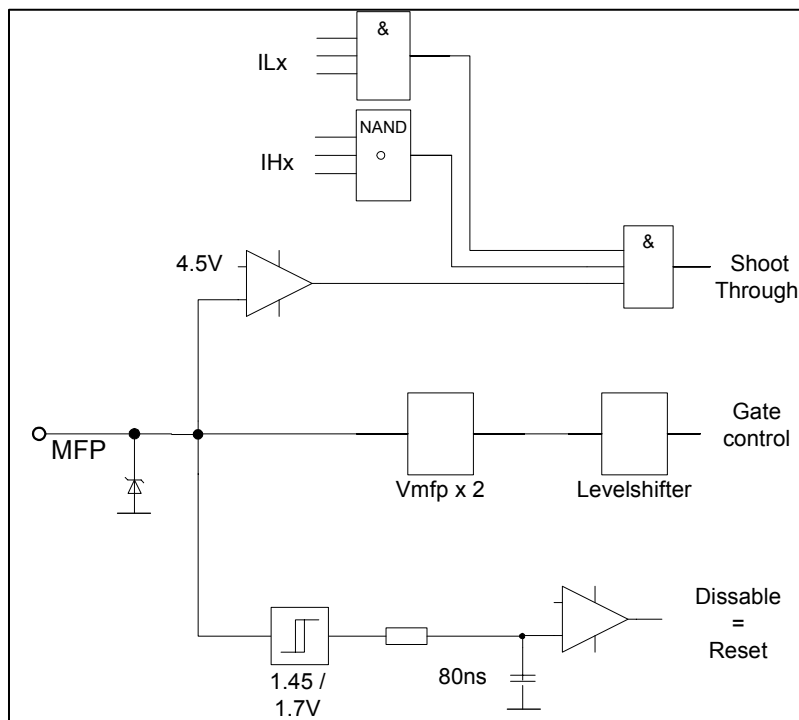 &
ILx
NAND
IHx
&
4.5V
Shoot
Through
MFP
Gate
control
Vmfp x 2
Levelshifter
Dissable
=
Reset
80ns
1.45 /
1.7V